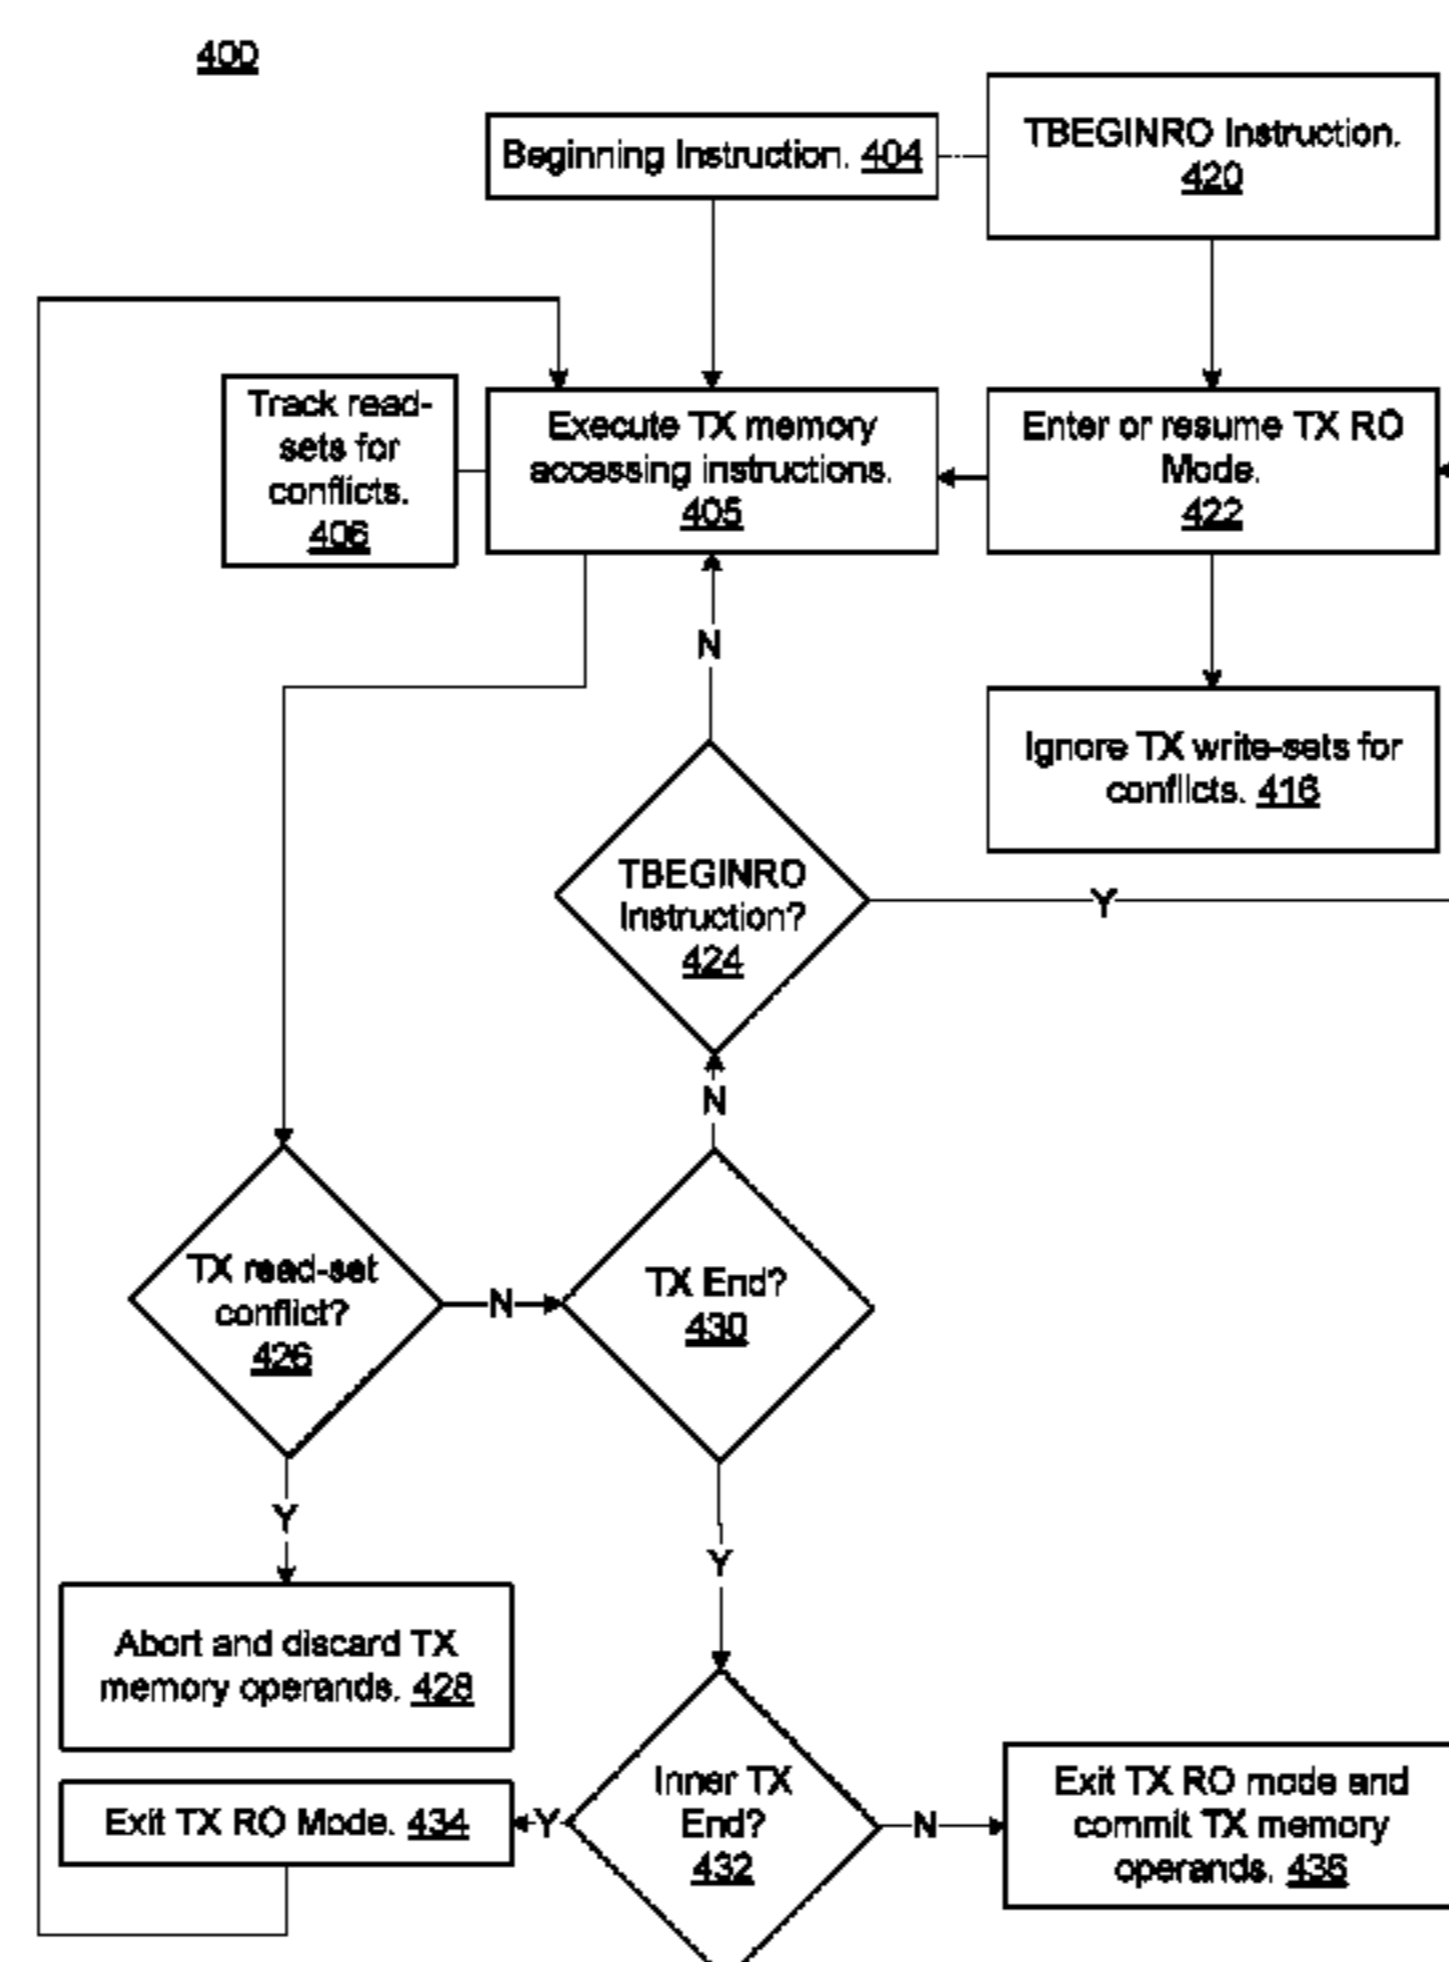 400
Beginning Instruction. 404
TBEGINRO Instruction.
420
Track read-
sets for
conflicts.
406
Execute TX memory
accessing instructions.
405
Enter or resume TX RO
Mode.
422
N
Ignore TX write-sets for
conflicts. 416
TBEGINRO
Instruction?
424
Y
N
TX read-set
conflict?
426
N
TX End?
430
Y
Y
Abort and discard TX
memory operands. 428
Exit TX RO Mode. 434
Y
Inner TX
End?
432
N
Exit TX RO mode and
commit TX memory
operands. 436